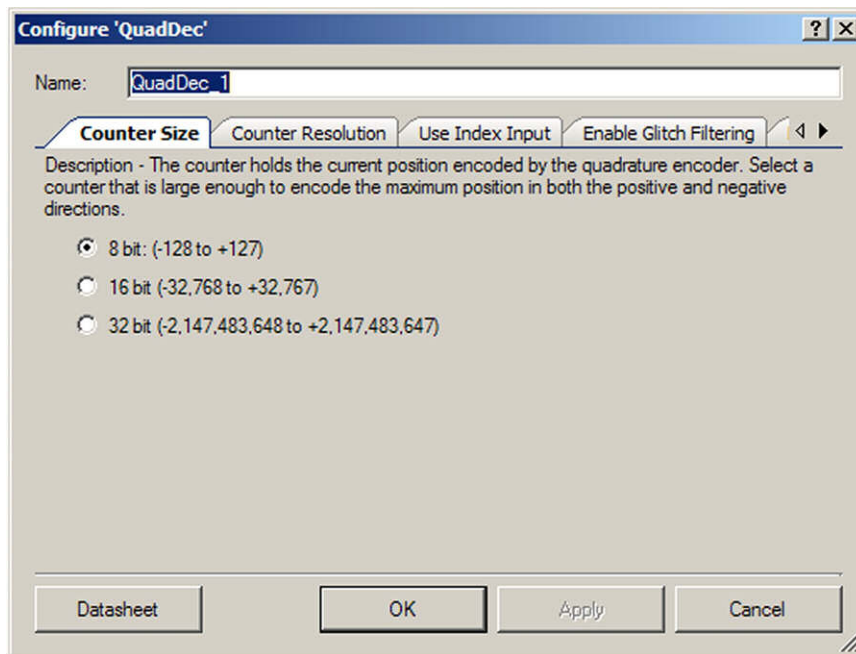 Configure 'QuadDec'
Name: QuadDec_1
Counter Size Counter Resolution Use Index Input Enable Glitch Filtering
Description - The counter holds the current position encoded by the quadrature encoder. Select a
counter that is large enough to encode the maximum position in both the positive and negative
directions.
8 bit: (-128 to +127)
16 bit (-32,768 to +32,767)
32 bit (-2,147,483,648 to +2,147,483,647)
Datasheet OK Apply Cancel